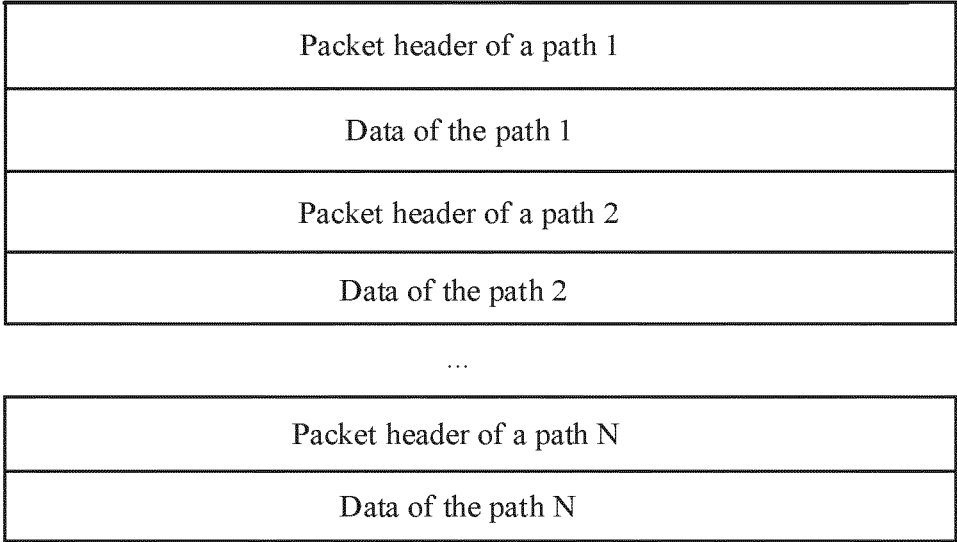 Packet header of a path 1
Data of the path 1
Packet header of a path 2
Data of the path 2
...
Packet header of a path N
Data of the path N